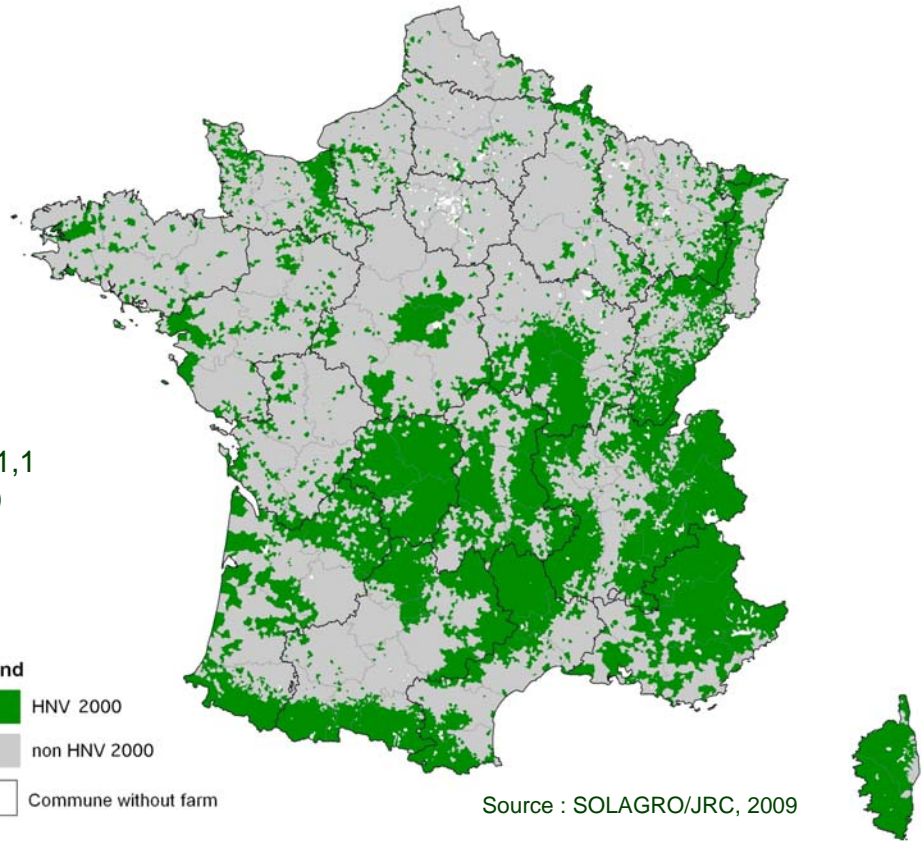 1,1
)
nd
HNV 2000
non HNV 2000
Commune without farm
Source : SOLAGRO/JRC, 2009